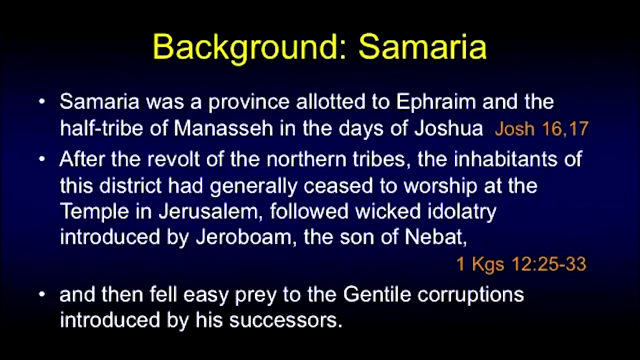 Background: Samaria
• Samaria was a province allotted to Ephraim and the
half-tribe of Manasseh in the days of Joshua Josh 16,17
• After the revolt of the northern tribes, the inhabitants of
this district had generally ceased to worship at the
Temple in Jerusalem, followed wicked idolatry
introduced by Jeroboam, the son of Nebat,
1 Kgs 12:25-33
• and then fell easy prey to the Gentile corruptions
introduced by his successors.